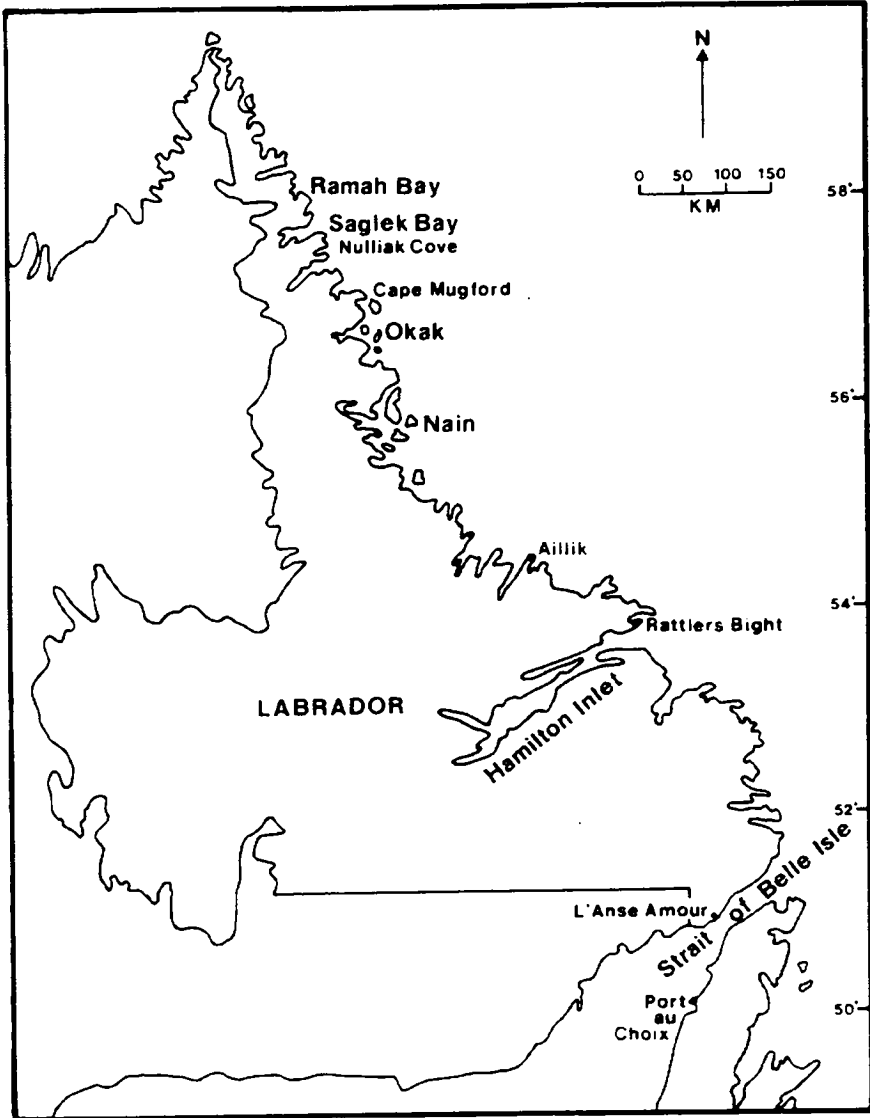 N
0 50 100 150
KM
58°
Ramah Bay
Saglek Bay
Nulliak Cove
Cape Mugford
Okak
56°
Nain
Aillik
54°
Rattlers Bight
LABRADOR
Hamilton Inlet
52°
Strait of Belle Isle
L'Anse Amour
50°
Port
au
Choix